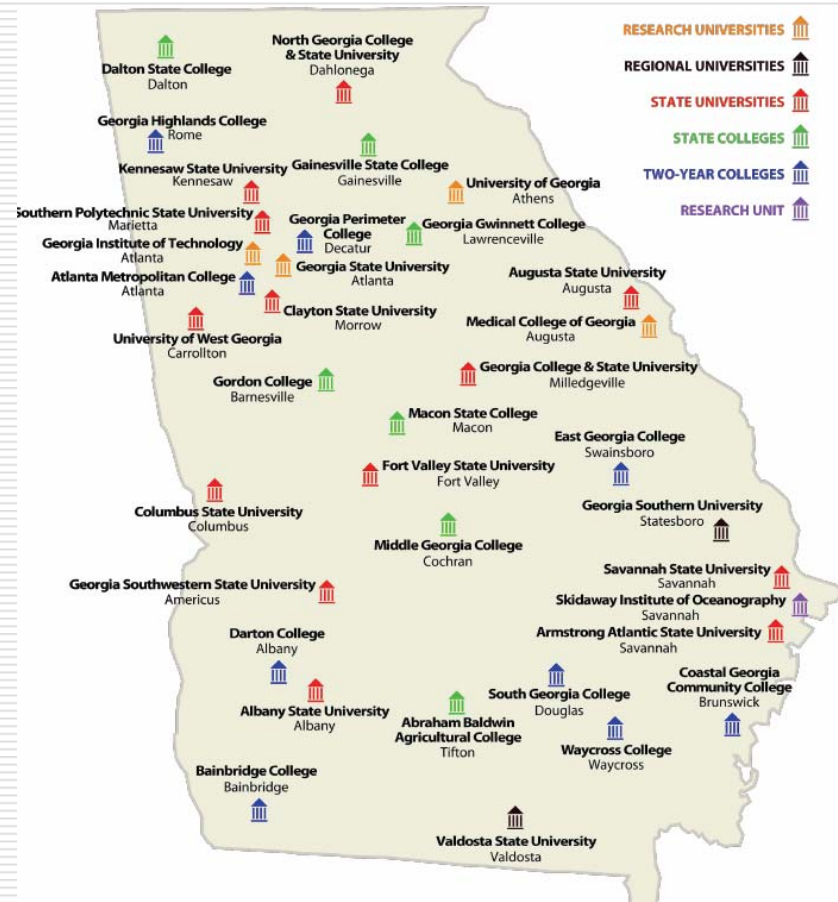 RESEARCH UNIVERSITIES
REGIONAL UNIVERSITIES
STATE UNIVERSITIES
STATE COLLEGES
TWO-YEAR COLLEGES
RESEARCH UNIT
Dalton State College
Dalton
North Georgia College
& State University
Dahlonega
Georgia Highlands College
Rome
Gainesville State College
Gainesville
Kennesaw State University
Kennesaw
University of Georgia
Athens
Southern Polytechnic State University
Marietta
Georgia Perimeter
College
Decatur
Georgia Gwinnett College
Lawrenceville
Georgia Institute of Technology
Atlanta
Georgia State University
Atlanta
Atlanta Metropolitan College
Atlanta
Augusta State University
Augusta
Clayton State University
Morrow
Medical College of Georgia
Augusta
University of West Georgia
Carrollton
Georgia College & State University
Milledgeville
Gordon College
Barnesville
Macon State College
Macon
East Georgia College
Swainsboro
Fort Valley State University
Fort Valley
Columbus State University
Columbus
Georgia Southern University
Statesboro
Middle Georgia College
Cochran
Savannah State University
Savannah
Georgia Southwestern State University
Americus
Skidaway Institute of Oceanography
Savannah
Armstrong Atlantic State University
Savannah
Darton College
Albany
Coastal Georgia
Community College
Brunswick
South Georgia College
Douglas
Albany State University
Albany
Abraham Baldwin
Agricultural College
Tifton
Waycross College
Waycross
Bainbridge College
Bainbridge
Valdosta State University
Valdosta